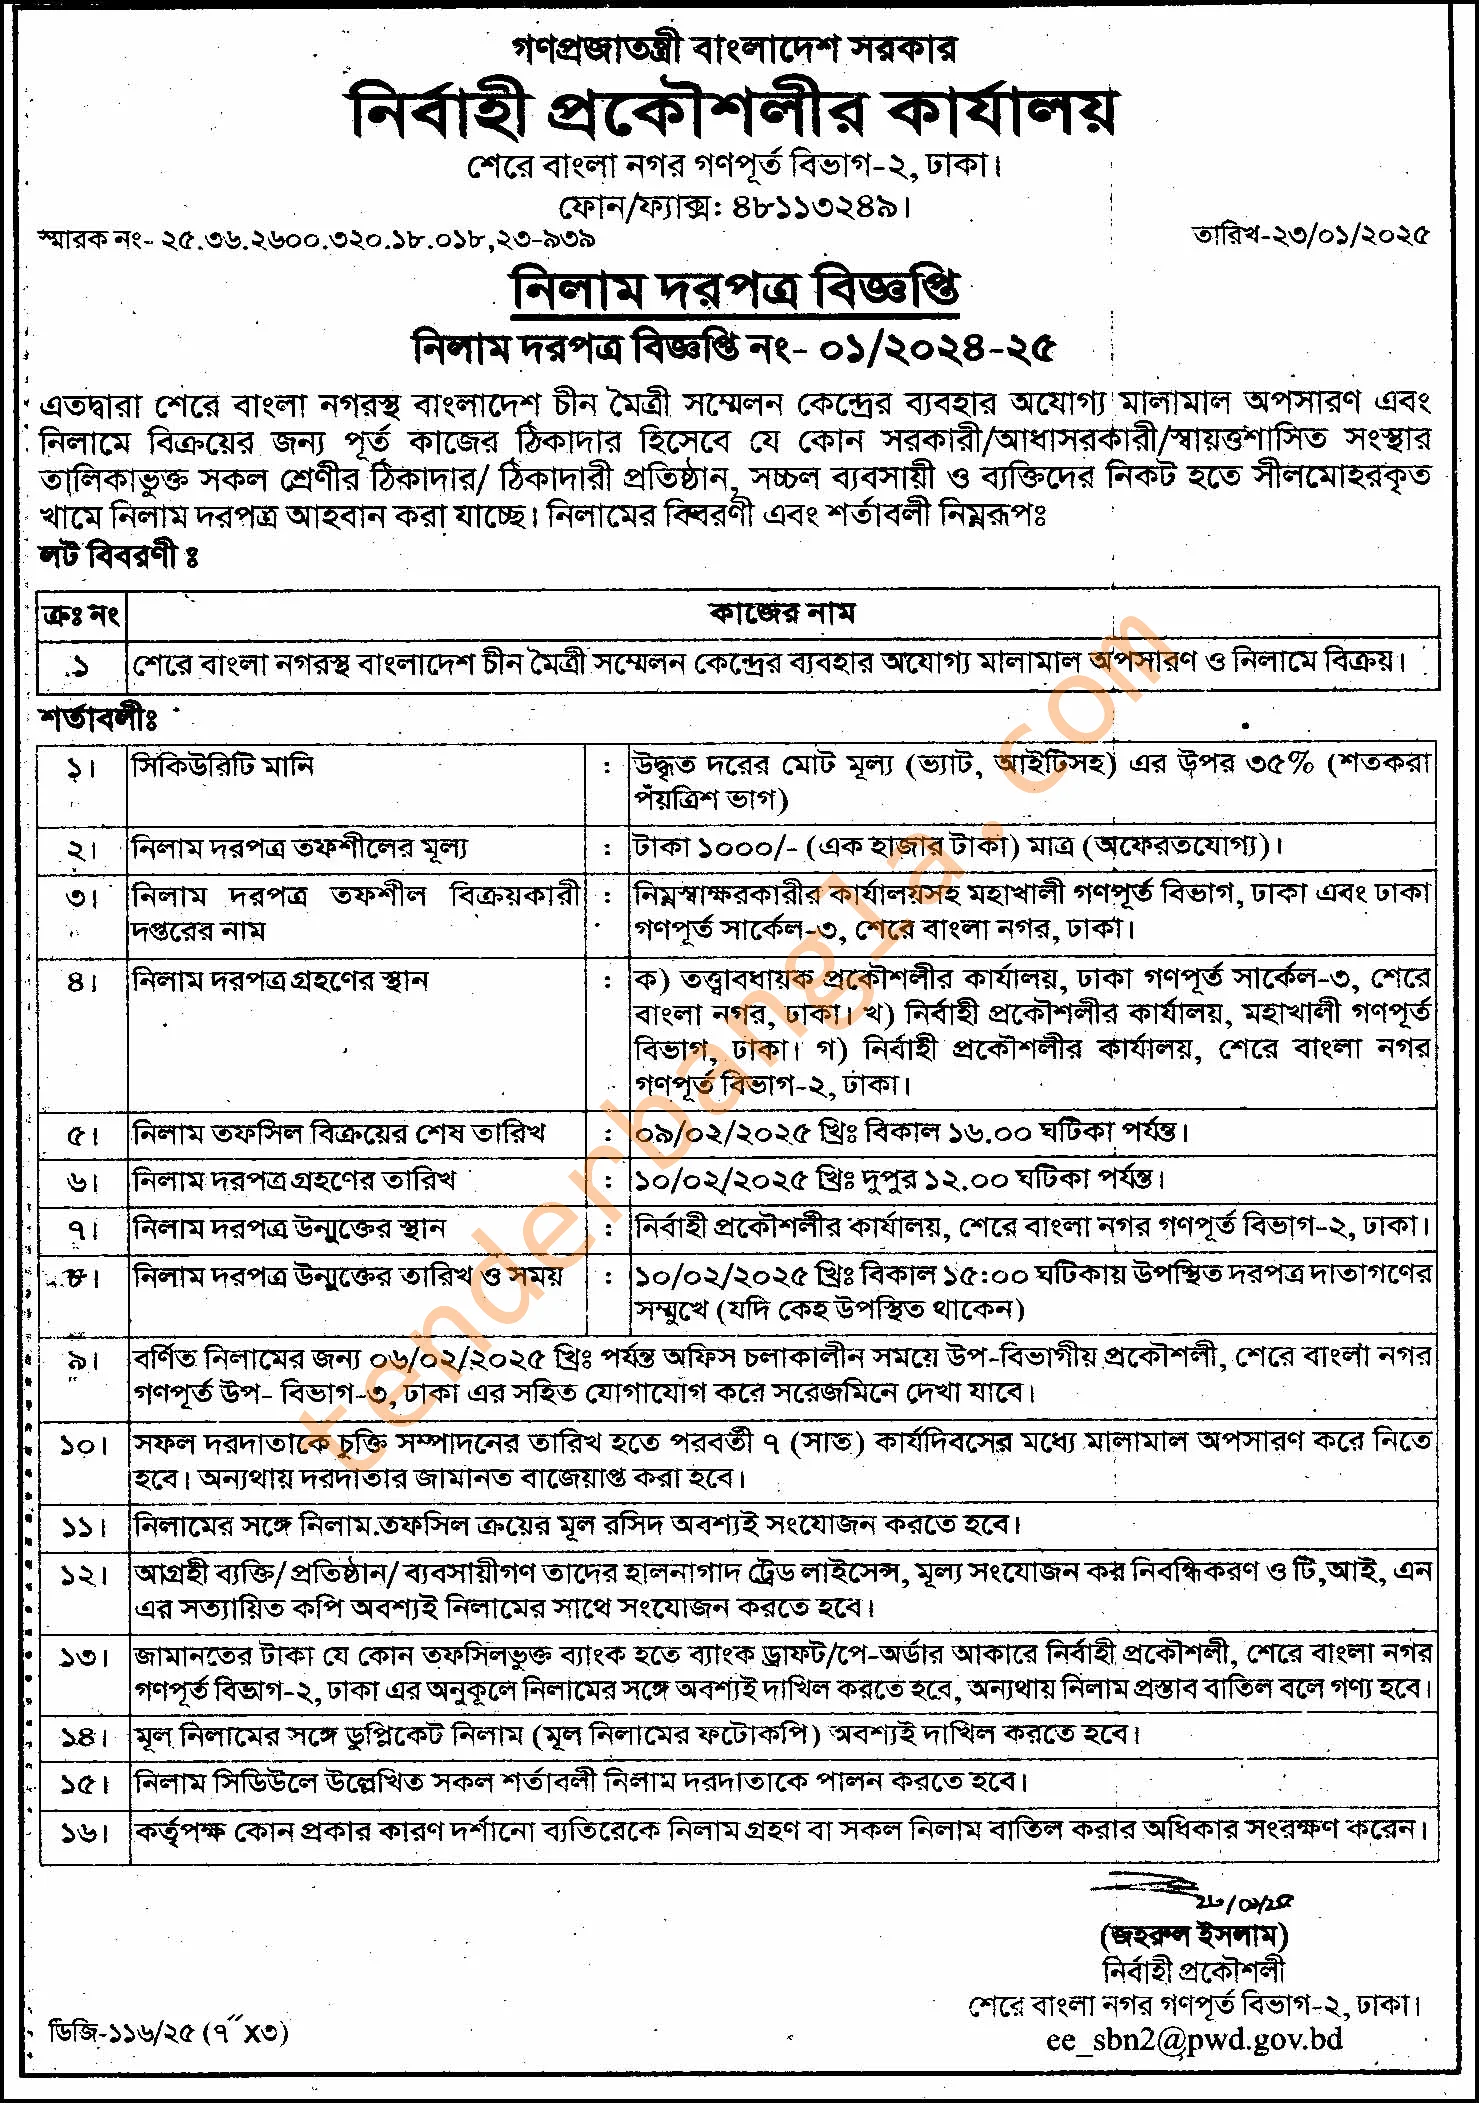 গণপ্রজাতন্ত্রী বাংলাদেশ সরকার
নির্বাহী প্রকৌশলীর কার্যালয়
শেরে বাংলা নগর গণপূর্ত বিভাগ-২, ঢাকা।
ফোন/ফ্যাক্স: ৪৮১১৩২৪৯।
স্মারক নং- ২৫.৩৬.২৬০০.৩২০.১৮.০১৮,২৩-৯৩৯
তারিখ-২৩/০১/২০২৫
নিলাম দরপত্র বিজ্ঞপ্তি
নিলাম দরপত্র বিজ্ঞপ্তি নং- ০১/২০২৪-২৫
এতদ্বারা শেরে বাংলা নগরস্থ বাংলাদেশ চীন মৈত্রী সম্মেলন কেন্দ্রের ব্যবহার অযোগ্য মালামাল অপসারণ এবং
নিলামে বিক্রয়ের জন্য পূর্ত কাজের ঠিকাদার হিসেবে যে কোন সরকারী/আধাসরকারী/স্বায়ত্তশাসিত সংস্থার
তালিকাভুক্ত সকল শ্রেণীর ঠিকাদার/ ঠিকাদারী প্রতিষ্ঠান, সচ্চল ব্যবসায়ী ও ব্যক্তিদের নিকট হতে সীলমোহরকৃত
খামে নিলাম দরপত্র আহবান করা যাচ্ছে। নিলামের বিবরণী এবং শর্তাবলী নিম্নরূপঃ
লট বিবরণী ঃ
ক্রঃ নং কাজের নাম
১ শেরে বাংলা নগরস্থ বাংলাদেশ চীন মৈত্রী সম্মেলন কেন্দ্রের ব্যবহার অযোগ্য মালামাল অপসারণ ও নিলামে বিক্রয়।
শর্তাবলীঃ
১। সিকিউরিটি মানি : উদ্ধৃত দরের মোট মূল্য (ভ্যাট, আইটিসহ) এর উপর ৩৫% (শতকরা
পঁয়ত্রিশ ভাগ)
২। নিলাম দরপত্র তফশীলের মূল্য : টাকা ১০০০/- (এক হাজার টাকা) মাত্র (অফেরতযোগ্য)।
৩। নিলাম দরপত্র তফশীল বিক্রয়কারী : নিম্নস্বাক্ষরকারীর কার্যালয়সহ মহাখালী গণপূর্ত বিভাগ, ঢাকা এবং ঢাকা
দপ্তরের নাম গণপূর্ত সার্কেল-৩, শেরে বাংলা নগর, ঢাকা।
৪। নিলাম দরপত্র গ্রহণের স্থান : ক) তত্ত্বাবধায়ক প্রকৌশলীর কার্যালয়, ঢাকা গণপূর্ত সার্কেল-৩, শেরে
বাংলা নগর, ঢাকা। খ) নির্বাহী প্রকৌশলীর কার্যালয়, মহাখালী গণপূর্ত
বিভাগ, ঢাকা। গ) নির্বাহী প্রকৌশলীর কার্যালয়, শেরে বাংলা নগর
গণপূর্ত বিভাগ-২, ঢাকা।
৫। নিলাম তফসিল বিক্রয়ের শেষ তারিখ : ০৯/০২/২০২৫ খ্রিঃ বিকাল ১৬.০০ ঘটিকা পর্যন্ত।
৬। নিলাম দরপত্র গ্রহণের তারিখ : ১০/০২/২০২৫ খ্রিঃ দুপুর ১২.০০ ঘটিকা পর্যন্ত।
৭। নিলাম দরপত্র উন্মুক্তের স্থান : নির্বাহী প্রকৌশলীর কার্যালয়, শেরে বাংলা নগর গণপূর্ত বিভাগ-২, ঢাকা।
৮। নিলাম দরপত্র উন্মুক্তের তারিখ ও সময় : ১০/০২/২০২৫ খ্রিঃ বিকাল ১৫:০০ ঘটিকায় উপস্থিত দরপত্র দাতাগণের
সম্মুখে (যদি কেহ উপস্থিত থাকেন)
৯। বর্ণিত নিলামের জন্য ০৬/০২/২০২৫ খ্রিঃ পর্যন্ত অফিস চলাকালীন সময়ে উপ-বিভাগীয় প্রকৌশলী, শেরে বাংলা নগর
গণপূর্ত উপ- বিভাগ-৩, ঢাকা এর সহিত যোগাযোগ করে সরেজমিনে দেখা যাবে।
১০। সফল দরদাতাকে চুক্তি সম্পাদনের তারিখ হতে পরবর্তী ৭ (সাত) কার্যদিবসের মধ্যে মালামাল অপসারণ করে নিতে
হবে। অন্যথায় দরদাতার জামানত বাজেয়াপ্ত করা হবে।
১১। নিলামের সঙ্গে নিলাম.তফসিল ক্রয়ের মূল রসিদ অবশ্যই সংযোজন করতে হবে।
১২। আগ্রহী ব্যক্তি/ প্রতিষ্ঠান/ ব্যবসায়ীগণ তাদের হালনাগাদ ট্রেড লাইসেন্স, মূল্য সংযোজন কর নিবন্ধিকরণ ও টি,আই, এন
এর সত্যায়িত কপি অবশ্যই নিলামের সাথে সংযোজন করতে হবে।
১৩। জামানতের টাকা যে কোন তফসিলভুক্ত ব্যাংক হতে ব্যাংক ড্রাফট/পে-অর্ডার আকারে নির্বাহী প্রকৌশলী, শেরে বাংলা নগর
গণপূর্ত বিভাগ-২, ঢাকা এর অনুকূলে নিলামের সঙ্গে অবশ্যই দাখিল করতে হবে, অন্যথায় নিলাম প্রস্তাব বাতিল বলে গণ্য হবে।
১৪। মূল নিলামের সঙ্গে ডুপ্লিকেট নিলাম (মূল নিলামের ফটোকপি) অবশ্যই দাখিল করতে হবে।
১৫। নিলাম সিডিউলে উল্লেখিত সকল শর্তাবলী নিলাম দরদাতাকে পালন করতে হবে।
১৬। কর্তৃপক্ষ কোন প্রকার কারণ দর্শানো ব্যতিরেকে নিলাম গ্রহণ বা সকল নিলাম বাতিল করার অধিকার সংরক্ষণ করেন।
২৩/০১/২৫
(জহরুল ইসলাম)
নির্বাহী প্রকৌশলী
শেরে বাংলা নগর গণপূর্ত বিভাগ-২, ঢাকা।
ee_sbn2@pwd.gov.bd
ডিজি-১১৬/২৫ (৭"X৩)
tenderbangla.com